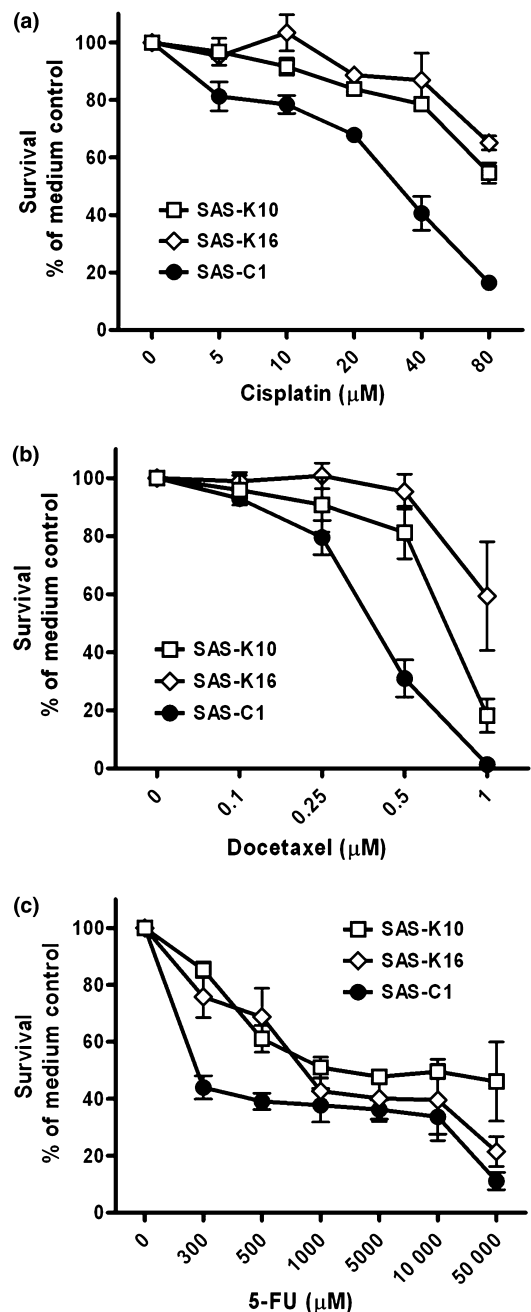 (a)
100
80
60
40
20
0
Survival
% of medium control
SAS-K10
SAS-K16
SAS-C1
0 5 10 20 40 80
Cisplatin (μM)
(b)
100
80
60
40
20
0
Survival
% of medium control
SAS-K10
SAS-K16
SAS-C1
0 0.1 0.25 0.5 1
Docetaxel (μM)
(c)
100
80
60
40
20
0
Survival
% of medium control
SAS-K10
SAS-K16
SAS-C1
0 300 500 1000 5000 10 000 50 000
5-FU (μM)